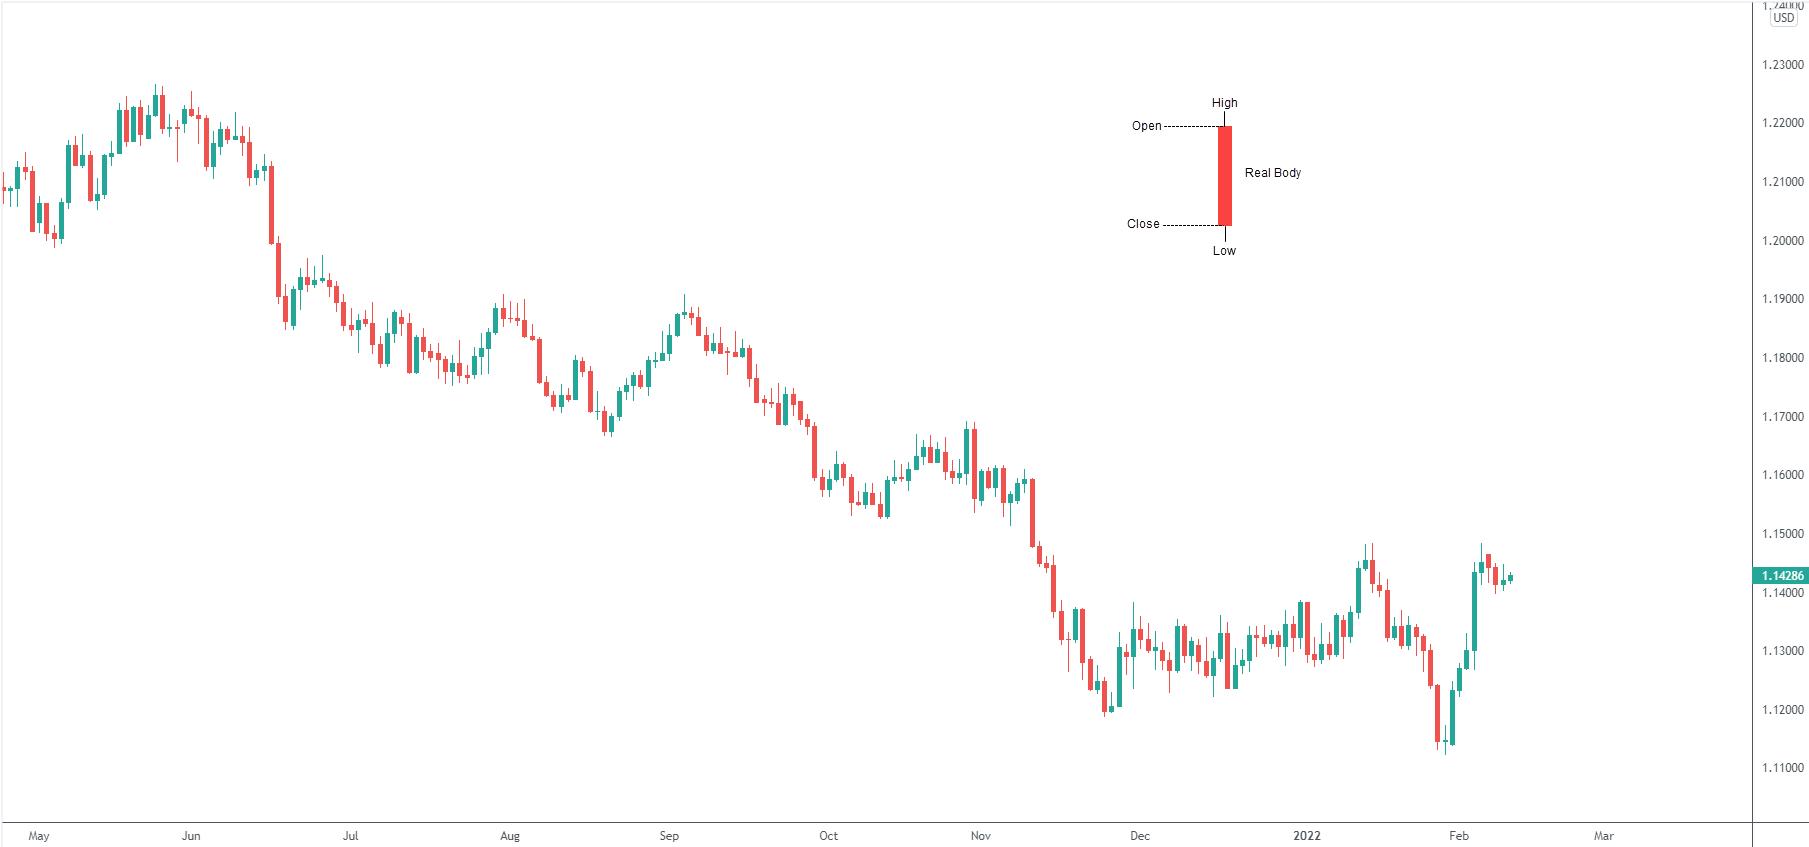 1.24000
USD
1.23000
High
Open
1.22000
Real Body
1.21000
Close
Low
1.20000
1.19000
1.18000
1.17000
1.16000
1.15000
1.14286
1.14000
1.13000
1.12000
1.11000
May Jun Jul Aug Sep Oct Nov Dec 2022 Feb Mar